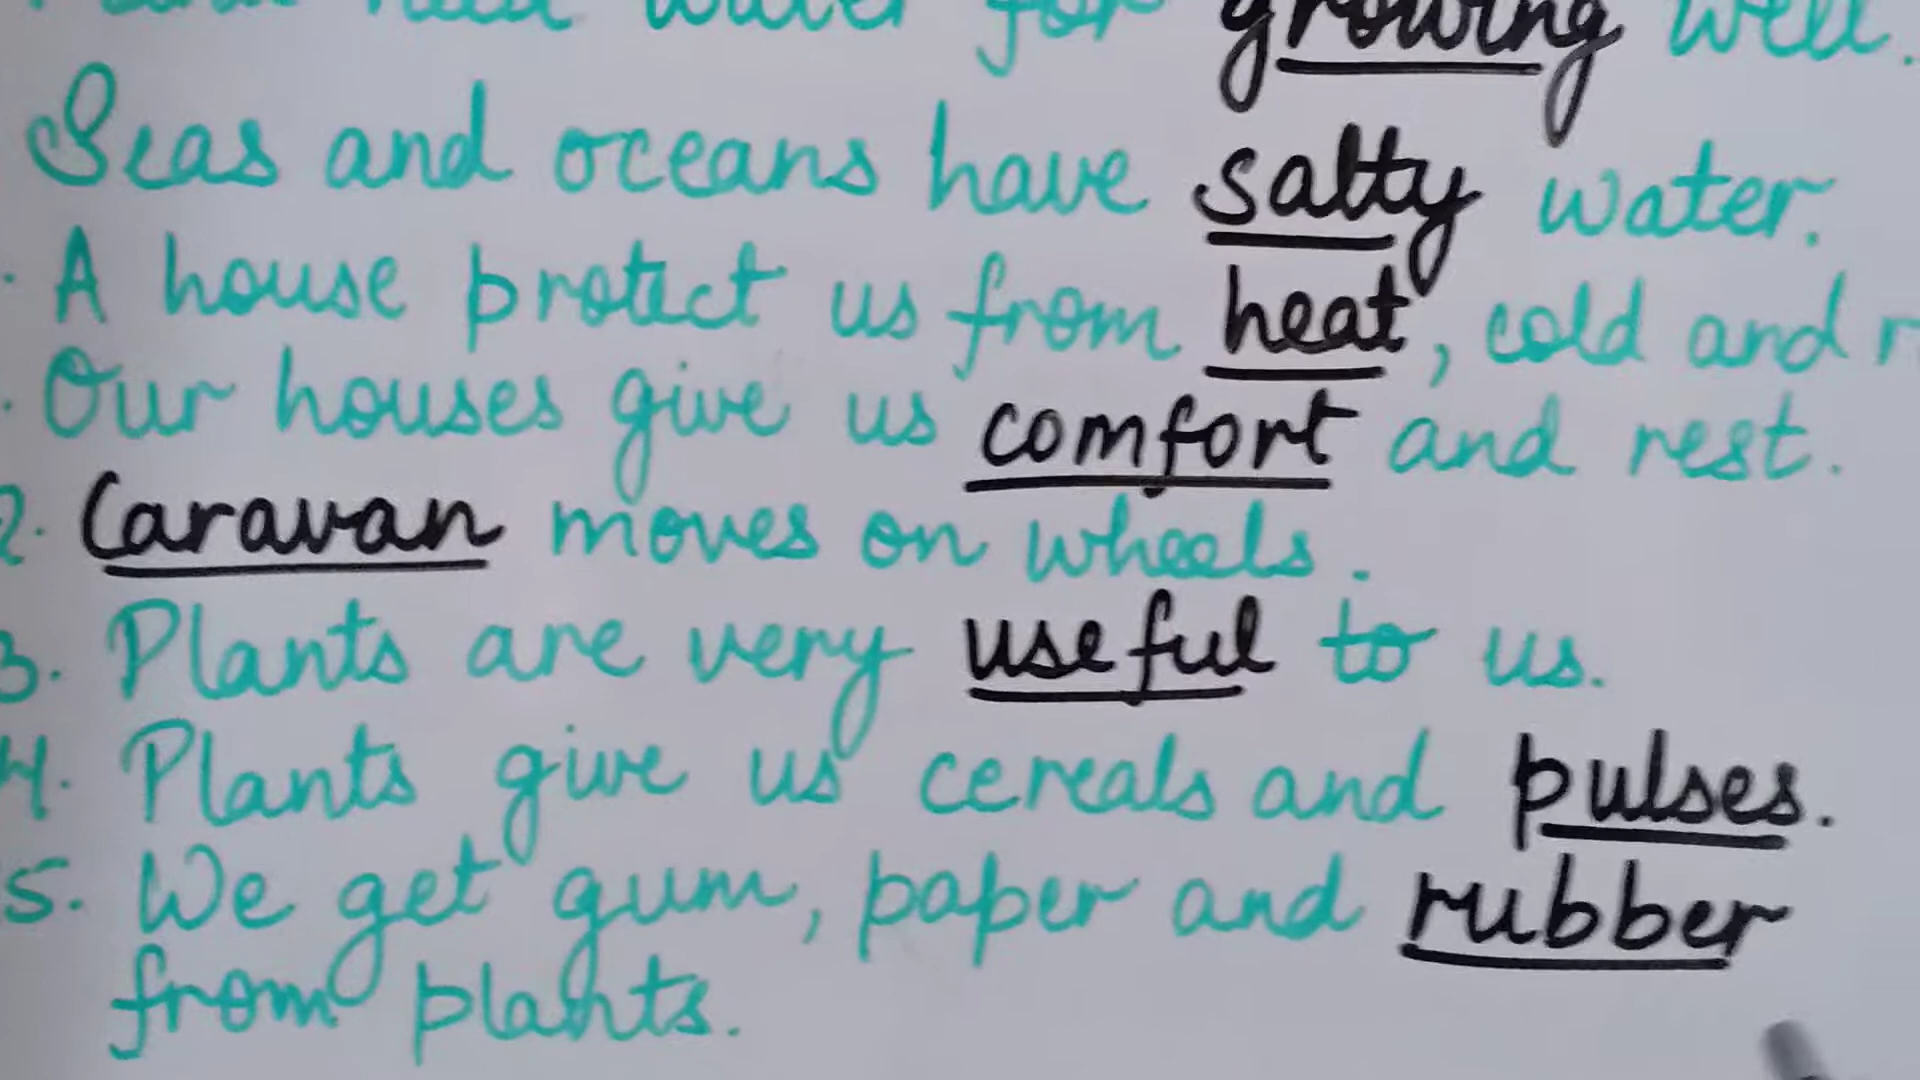 water for growing well.
Seas and oceans have salty water.
. A house protect us from heat, cold and
. Our houses give us comfort and rest.
2. Caravan moves on wheels.
3. Plants are very useful to us.
4. Plants give us cereals and pulses.
5. We get gum, paper and rubber
from plants.